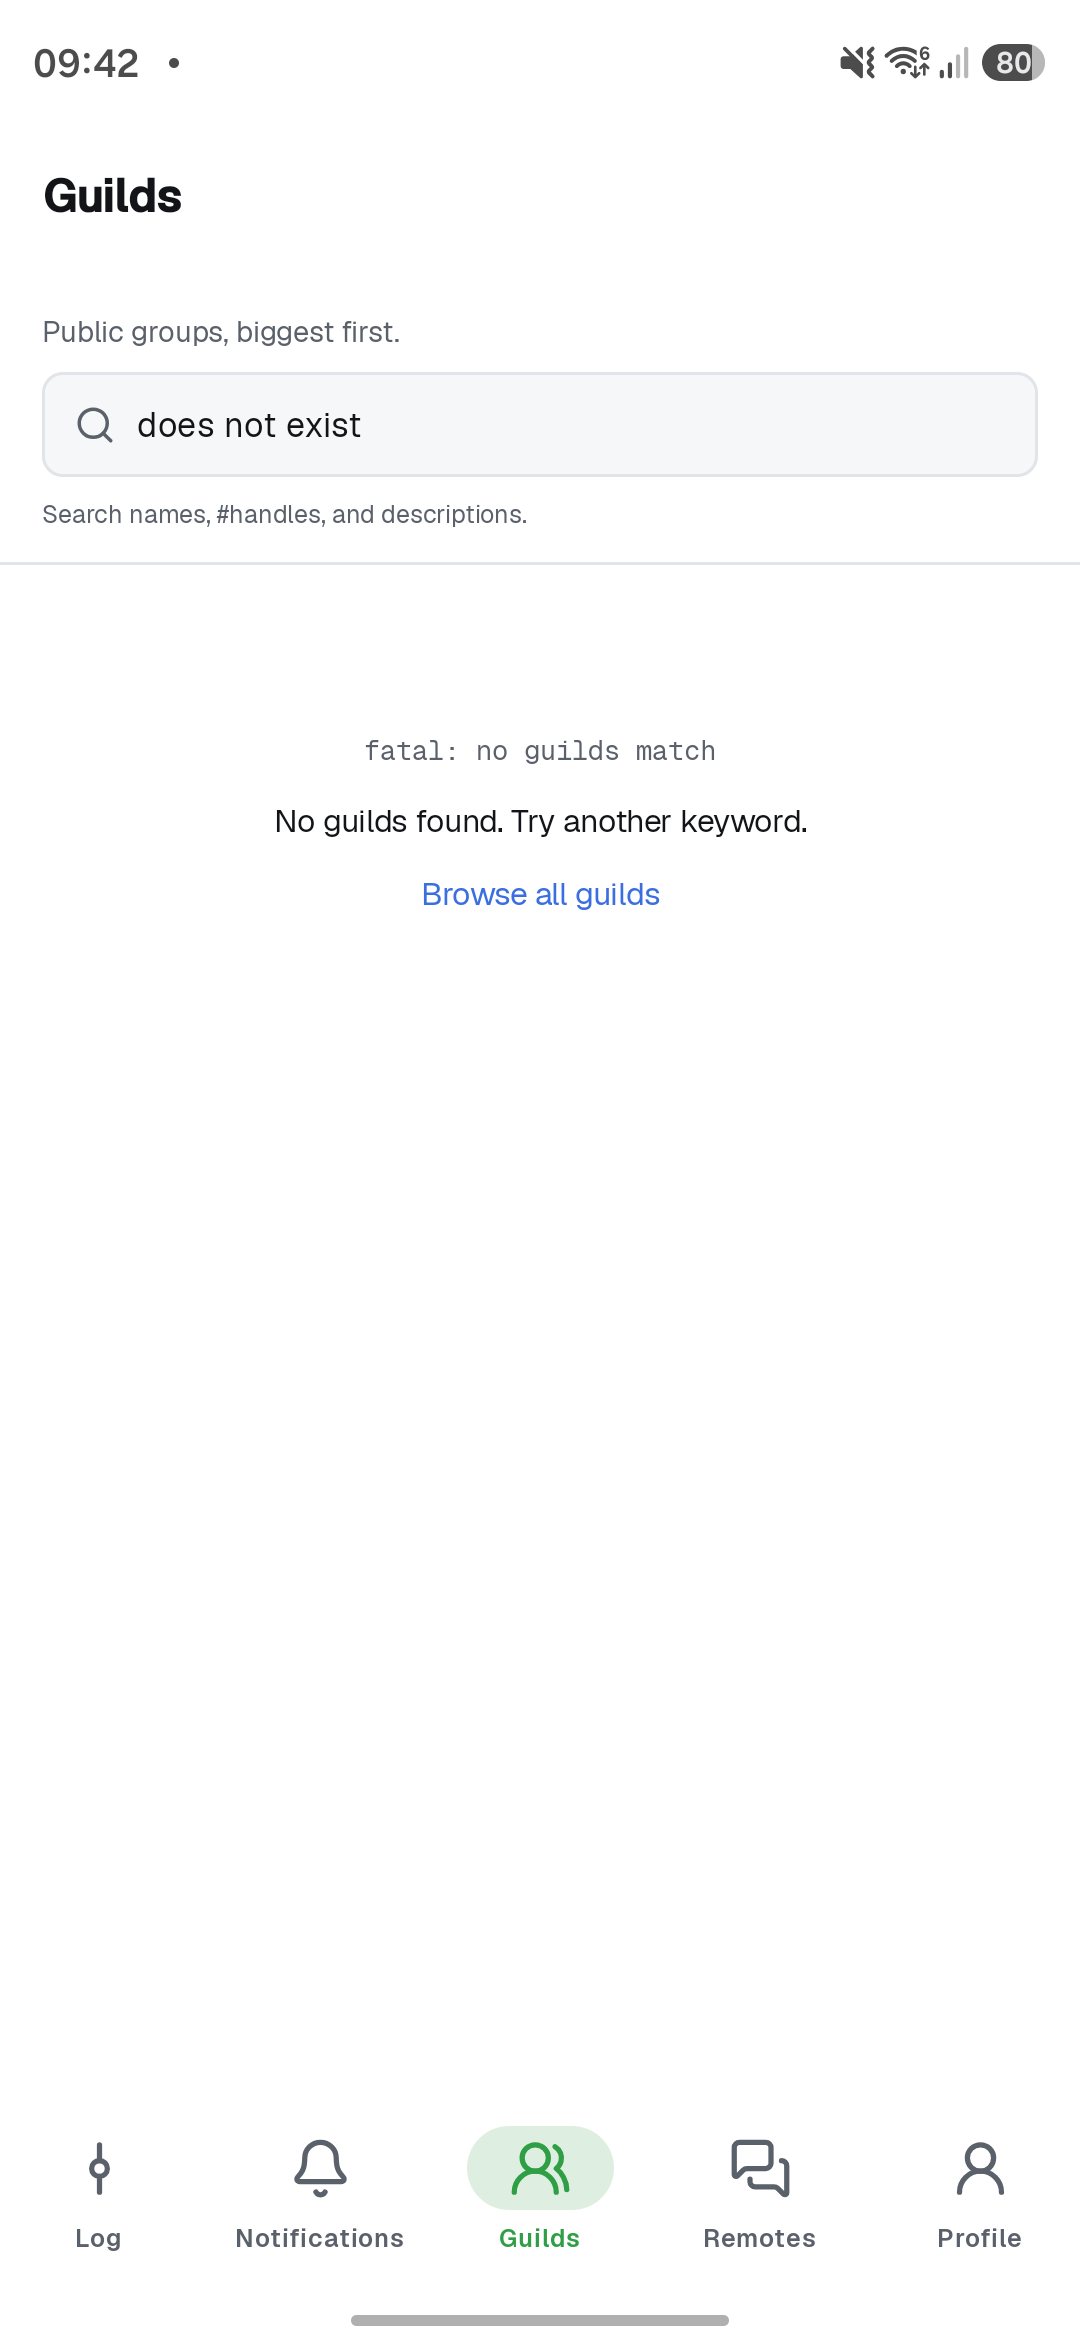 09:42
6
80
Guilds
Public groups, biggest first.
does not exist
Search names, #handles, and descriptions.
fatal: no guilds match
No guilds found. Try another keyword.
Browse all guilds
Log
Notifications
Guilds
Remotes
Profile